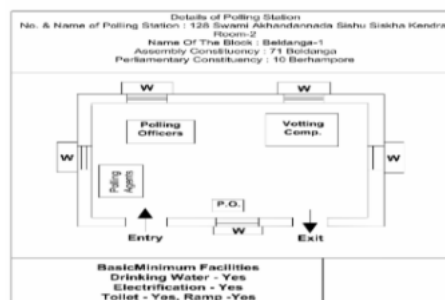 Details of Polling Station
No. & Name of Polling Station : 128 Swami Akhandannada Sishu Siskha Kendra
Room-2
Name Of The Block : Beldanga-1
Assembly Constituency : 71 Beldanga
Perliamentary Constituency : 10 Berhampore
W W
Polling Officers
Votting Comp.
W W
Polling Agents
P.O.
Entry W Exit
BasicMinimum Facilities
Drinking Water - Yes
Electrification - Yes
Toilet - Yes, Ramp -Yes